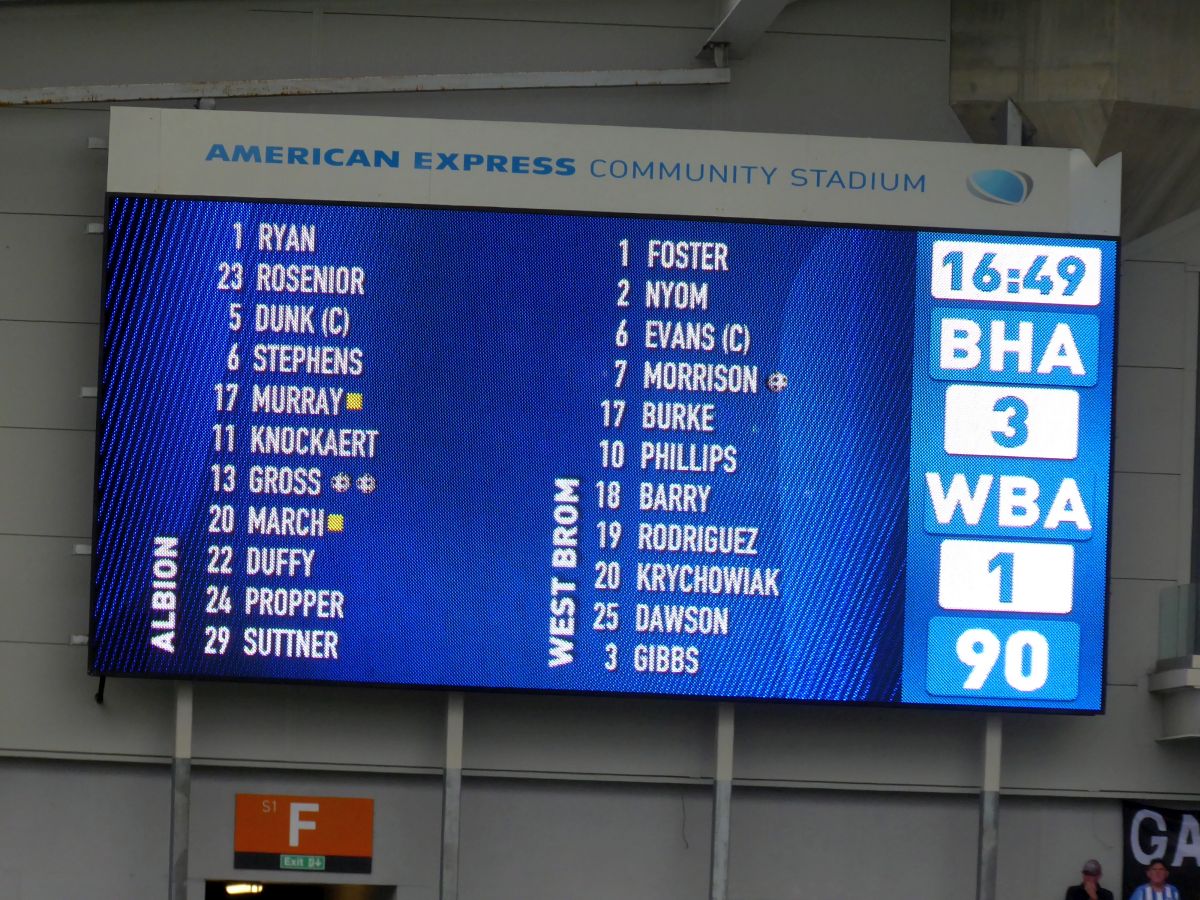 AMERICAN EXPRESS COMMUNITY STADIUM
ALBION
1 RYAN
23 ROSENIOR
5 DUNK (C)
6 STEPHENS
17 MURRAY
11 KNOCKAERT
13 GROSS
20 MARCH
22 DUFFY
24 PROPPER
29 SUTTNER
WEST BROM
1 FOSTER
2 NYOM
6 EVANS (C)
7 MORRISON
17 BURKE
10 PHILLIPS
18 BARRY
19 RODRIGUEZ
20 KRYCHOWIAK
25 DAWSON
3 GIBBS
16:49
BHA
3
WBA
1
90
S1
F
Exit
GA